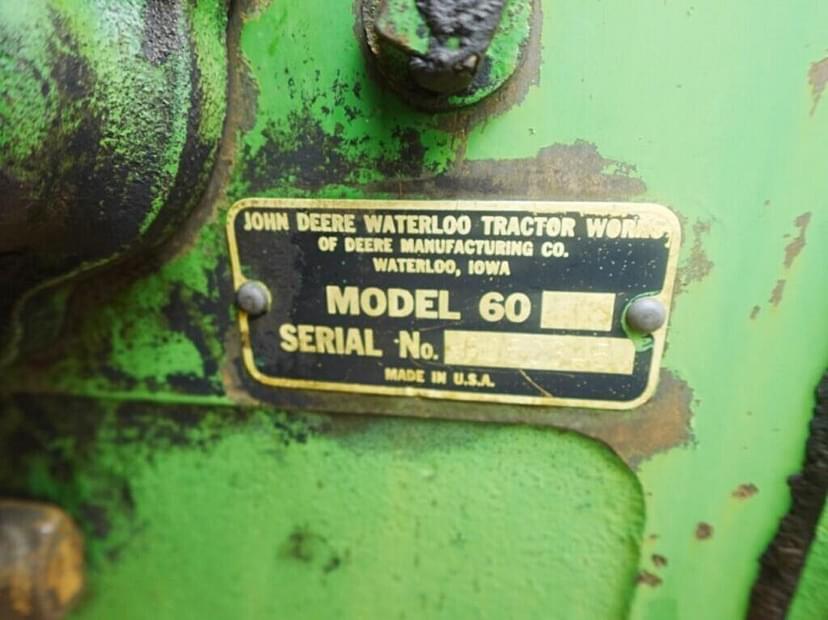 JOHN DEERE WATERLOO TRACTOR WORKS
OF DEERE MANUFACTURING CO.
WATERLOO, IOWA
MODEL 60
SERIAL No.
MADE IN U.S.A.